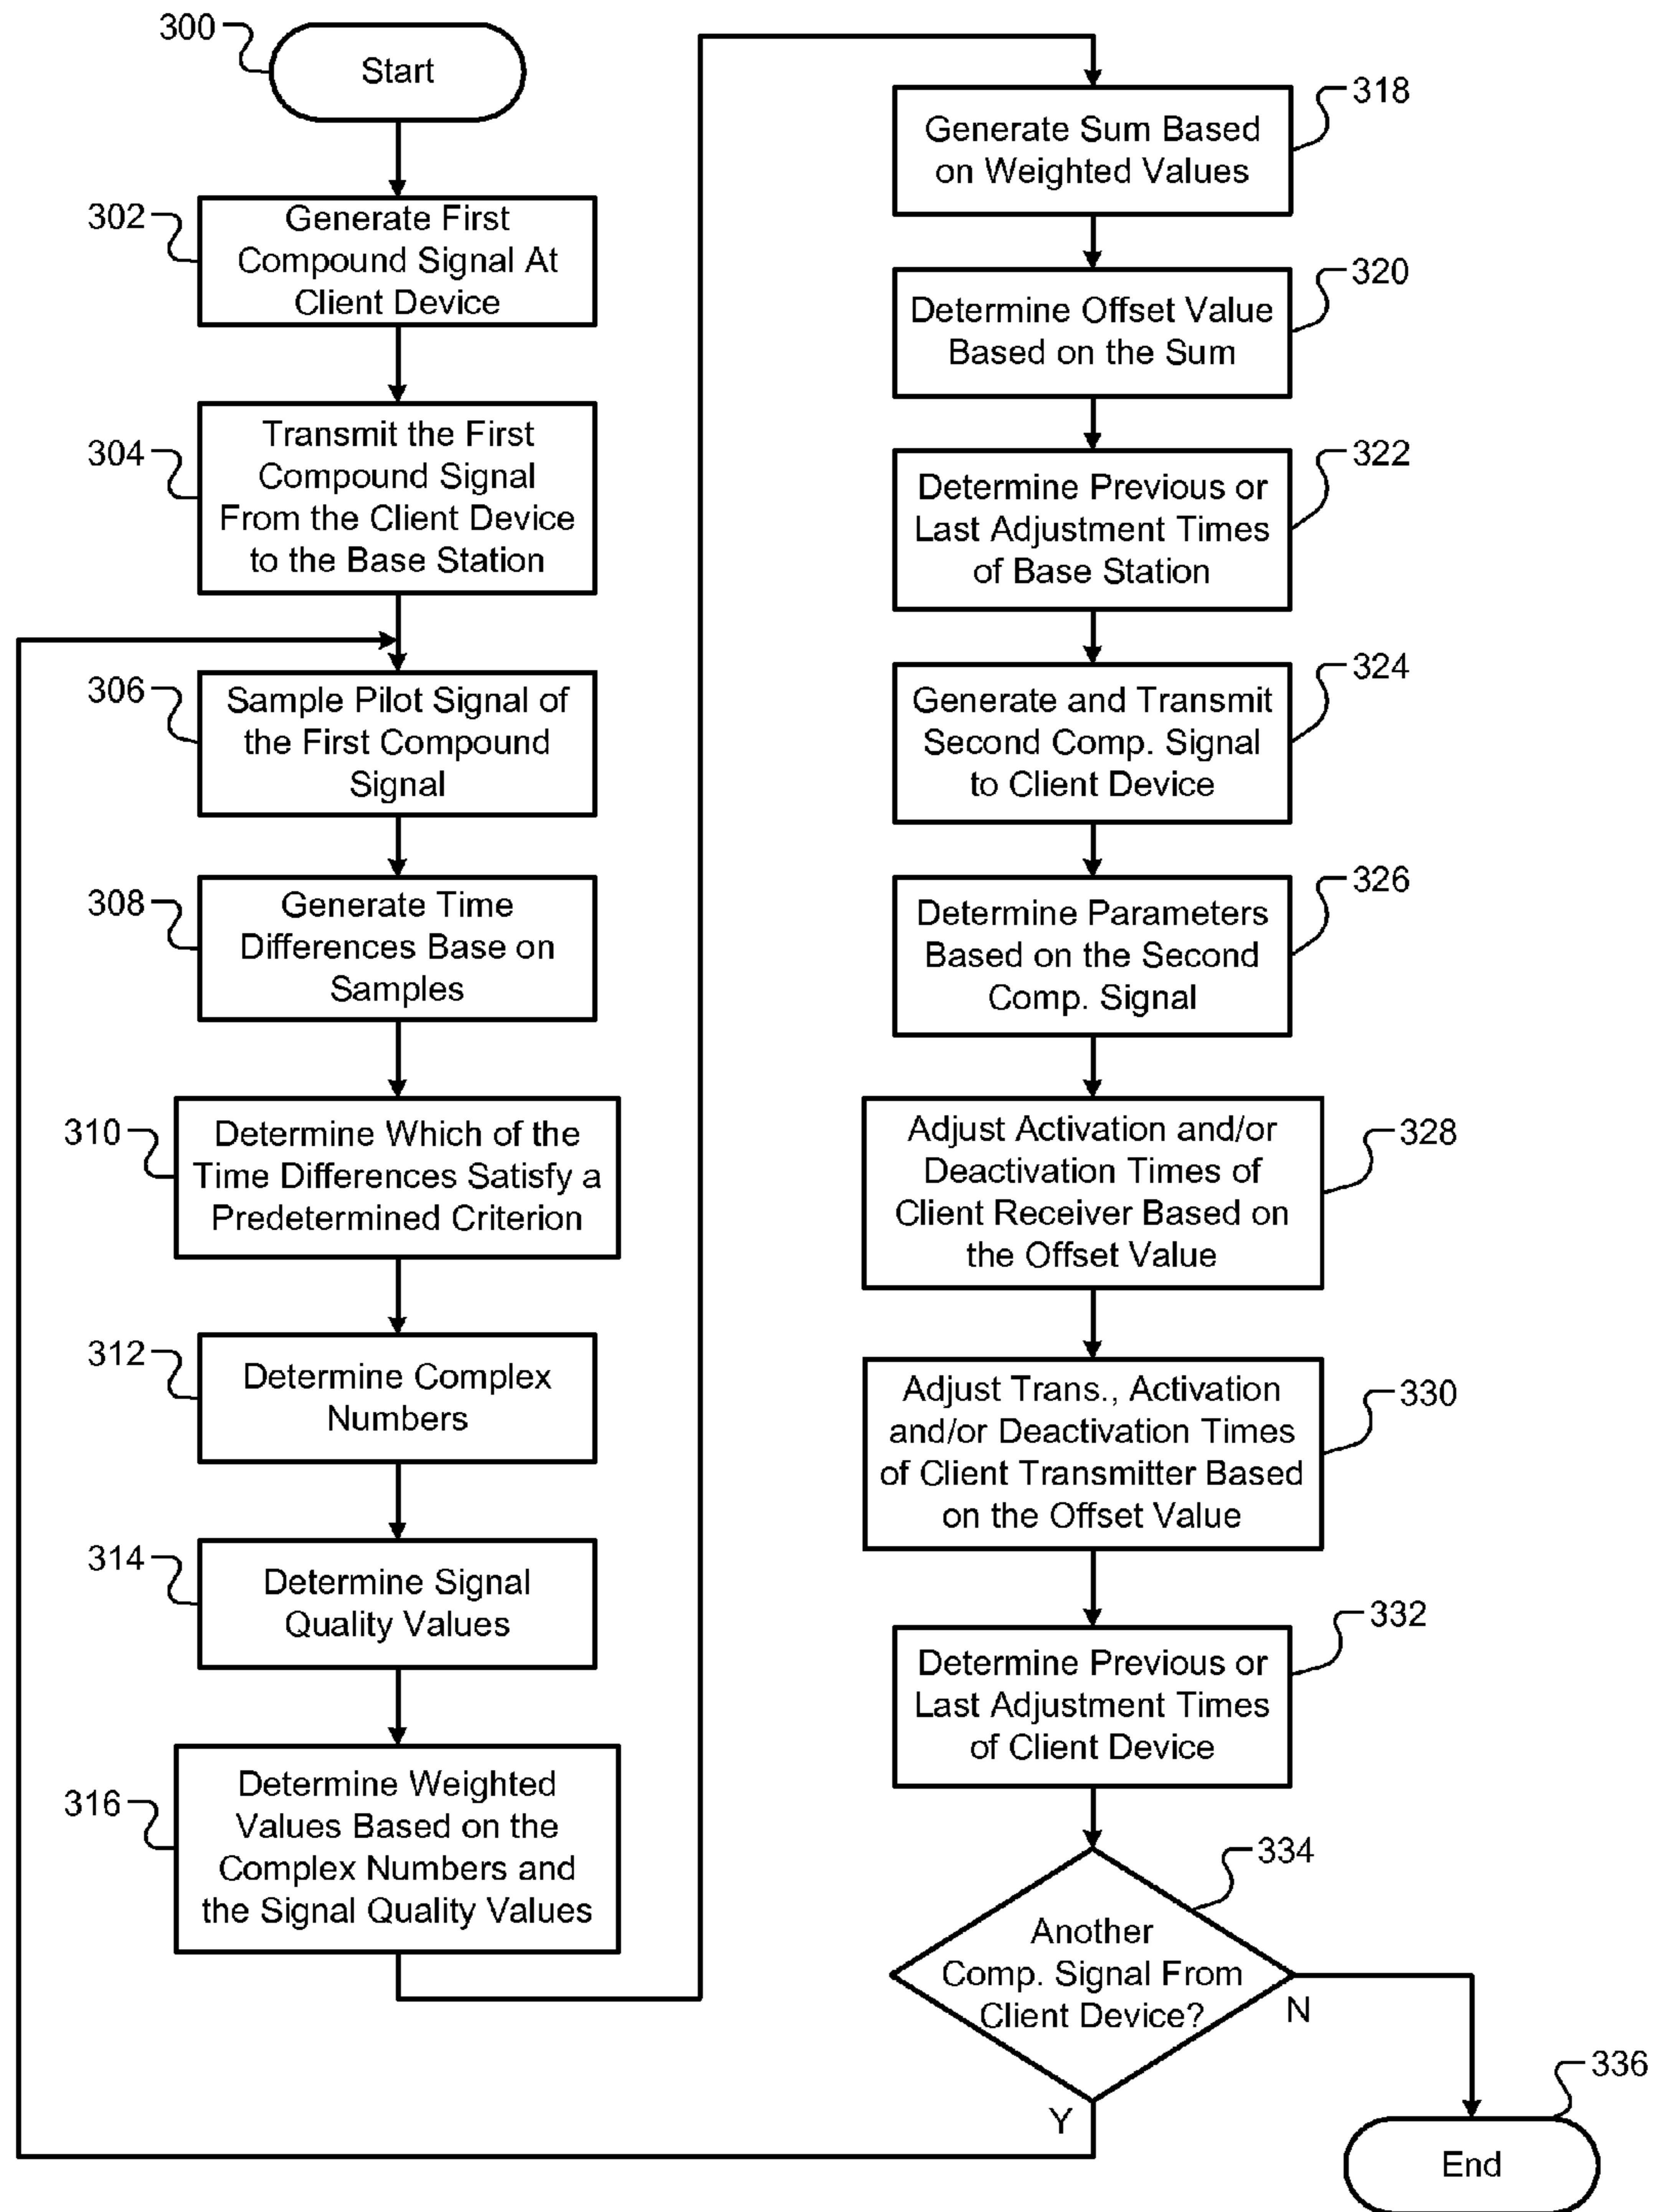 300
Start
302
Generate First
Compound Signal At
Client Device
304
Transmit the First
Compound Signal
From the Client Device
to the Base Station
306
Sample Pilot Signal of
the First Compound
Signal
308
Generate Time
Differences Base on
Samples
310
Determine Which of the
Time Differences Satisfy a
Predetermined Criterion
312
Determine Complex
Numbers
314
Determine Signal
Quality Values
316
Determine Weighted
Values Based on the
Complex Numbers and
the Signal Quality Values
318
Generate Sum Based
on Weighted Values
320
Determine Offset Value
Based on the Sum
322
Determine Previous or
Last Adjustment Times
of Base Station
324
Generate and Transmit
Second Comp. Signal
to Client Device
326
Determine Parameters
Based on the Second
Comp. Signal
328
Adjust Activation and/or
Deactivation Times of
Client Receiver Based on
the Offset Value
330
Adjust Trans., Activation
and/or Deactivation Times
of Client Transmitter Based
on the Offset Value
332
Determine Previous or
Last Adjustment Times
of Client Device
334
Another
Comp. Signal From
Client Device?
N
Y
336
End